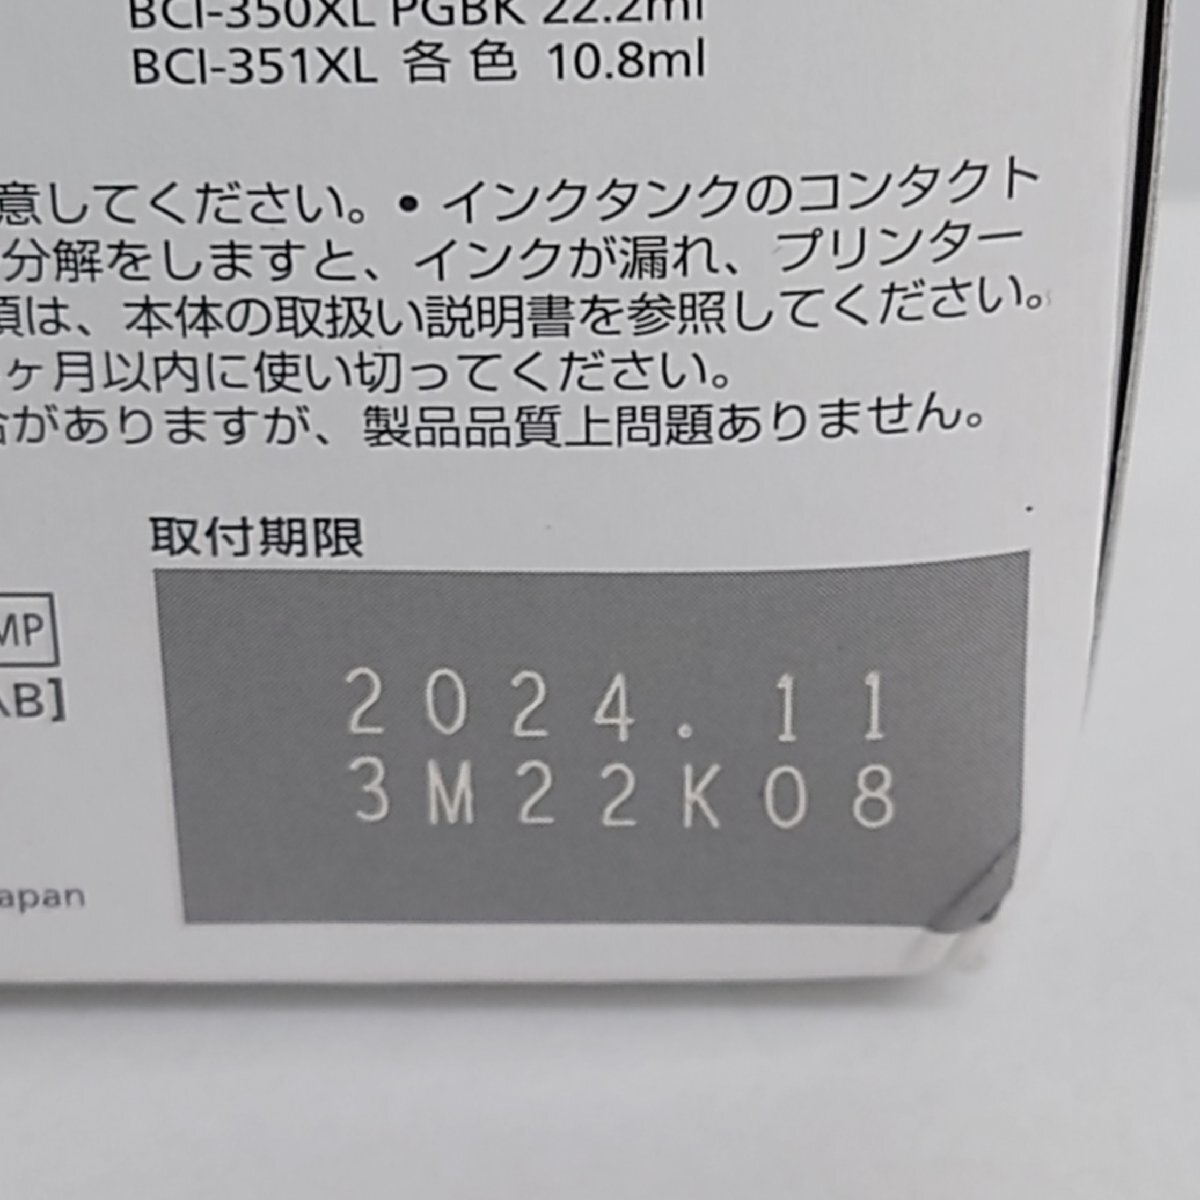 BCI-350XL PGBK 22.2ml
BCI-351XL 各色 10.8ml
意してください。• インクタンクのコンタクト
分解をしますと、インクが漏れ、プリンター
項は、本体の取扱い説明書を参照してください。
ヶ月以内に使い切ってください。
合がありますが、製品品質上問題ありません。
取付期限
MP
AB]
2024.11
3M22K08
apan